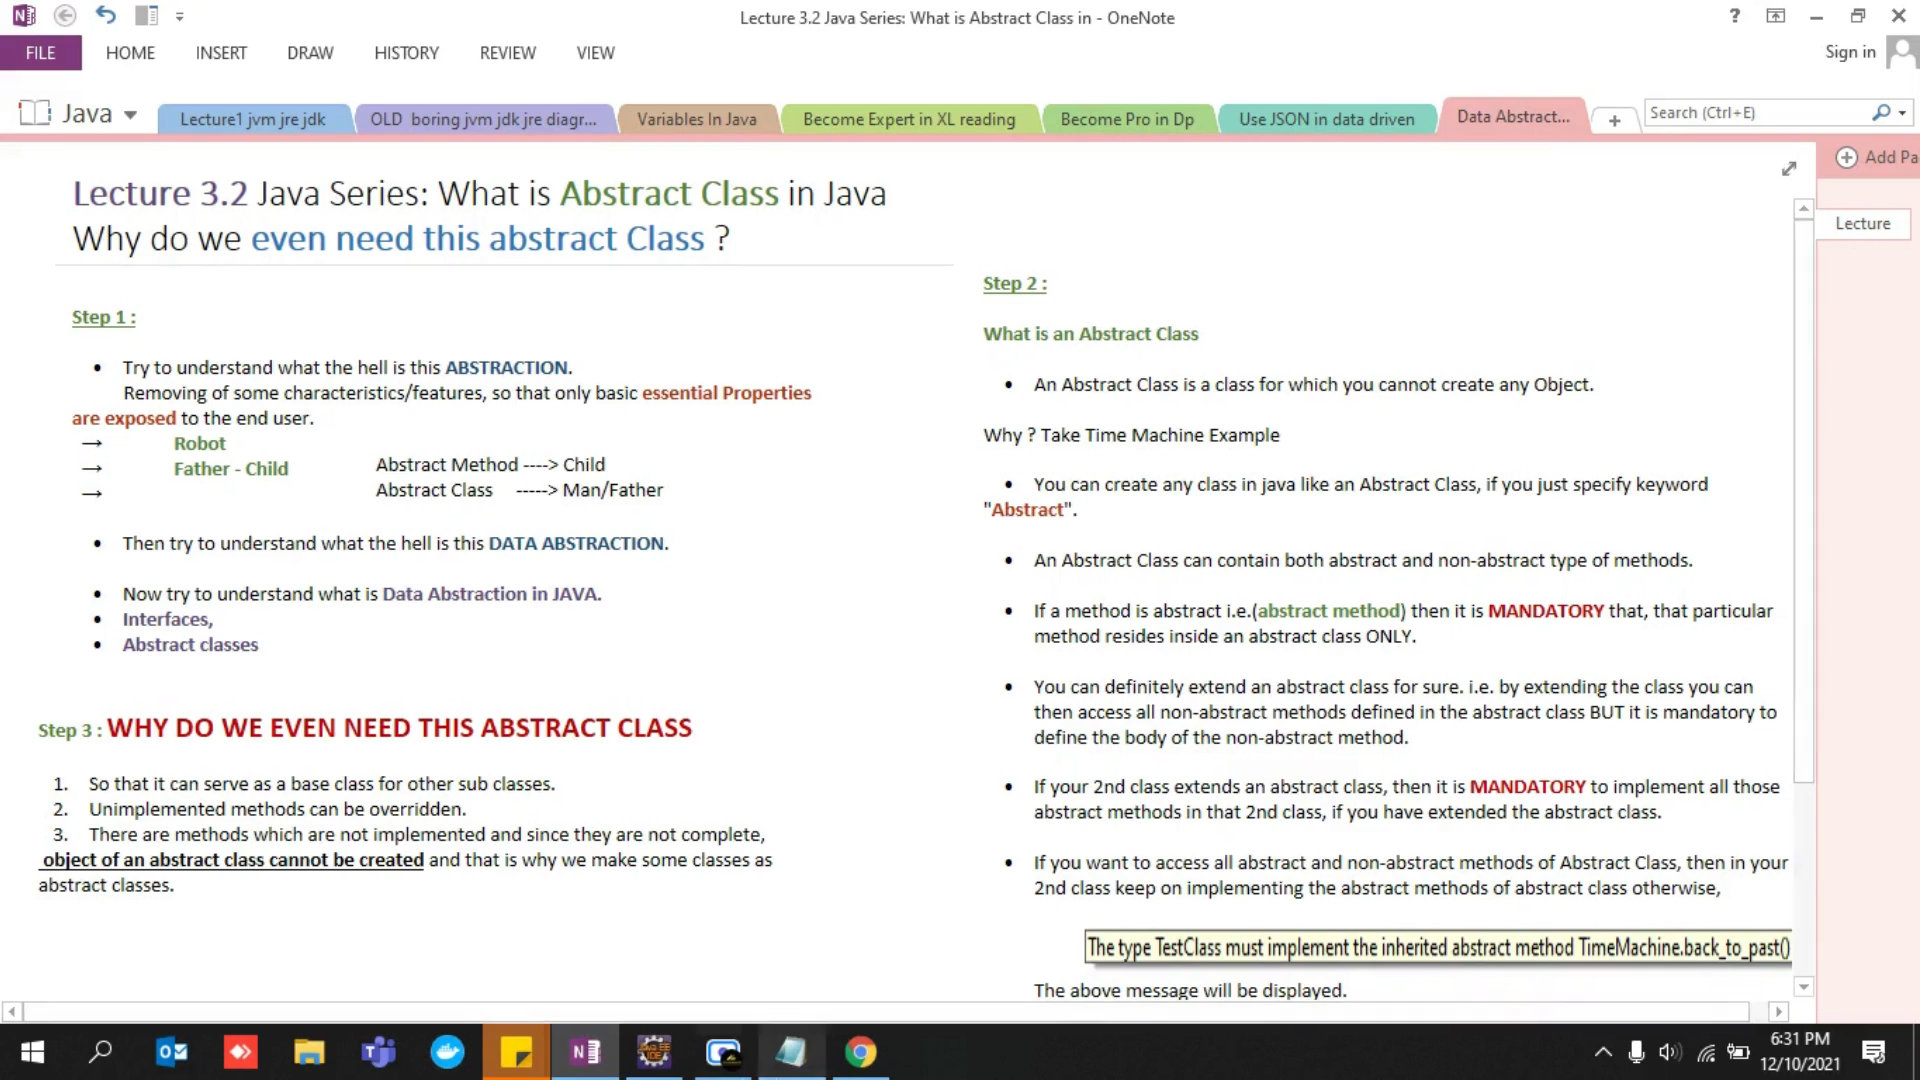 Lecture 3.2 Java Series: What is Abstract Class in - OneNote
?
FILE
HOME
INSERT
DRAW
HISTORY
REVIEW
VIEW
Sign in
Java
Lecture1 jvm jre jdk
OLD boring jvm jdk jre diagr...
Variables In Java
Become Expert in XL reading
Become Pro in Dp
Use JSON in data driven
Data Abstract...
+
Search (Ctrl+E)
Add Pa
Lecture
Lecture 3.2 Java Series: What is Abstract Class in Java
Why do we even need this abstract Class ?
Step 1 :
• Try to understand what the hell is this ABSTRACTION.
Removing of some characteristics/features, so that only basic essential Properties
are exposed to the end user.
→ Robot
→ Father - Child
→
Abstract Method ----> Child
Abstract Class -----> Man/Father
• Then try to understand what the hell is this DATA ABSTRACTION.
• Now try to understand what is Data Abstraction in JAVA.
• Interfaces,
• Abstract classes
Step 3 : WHY DO WE EVEN NEED THIS ABSTRACT CLASS
1. So that it can serve as a base class for other sub classes.
2. Unimplemented methods can be overridden.
3. There are methods which are not implemented and since they are not complete,
object of an abstract class cannot be created and that is why we make some classes as
abstract classes.
Step 2 :
What is an Abstract Class
• An Abstract Class is a class for which you cannot create any Object.
Why ? Take Time Machine Example
• You can create any class in java like an Abstract Class, if you just specify keyword
"Abstract".
• An Abstract Class can contain both abstract and non-abstract type of methods.
• If a method is abstract i.e.(abstract method) then it is MANDATORY that, that particular
method resides inside an abstract class ONLY.
• You can definitely extend an abstract class for sure. i.e. by extending the class you can
then access all non-abstract methods defined in the abstract class BUT it is mandatory to
define the body of the non-abstract method.
• If your 2nd class extends an abstract class, then it is MANDATORY to implement all those
abstract methods in that 2nd class, if you have extended the abstract class.
• If you want to access all abstract and non-abstract methods of Abstract Class, then in your
2nd class keep on implementing the abstract methods of abstract class otherwise,
The type TestClass must implement the inherited abstract method TimeMachine.back_to_past()
The above message will be displayed.
6:31 PM
12/10/2021